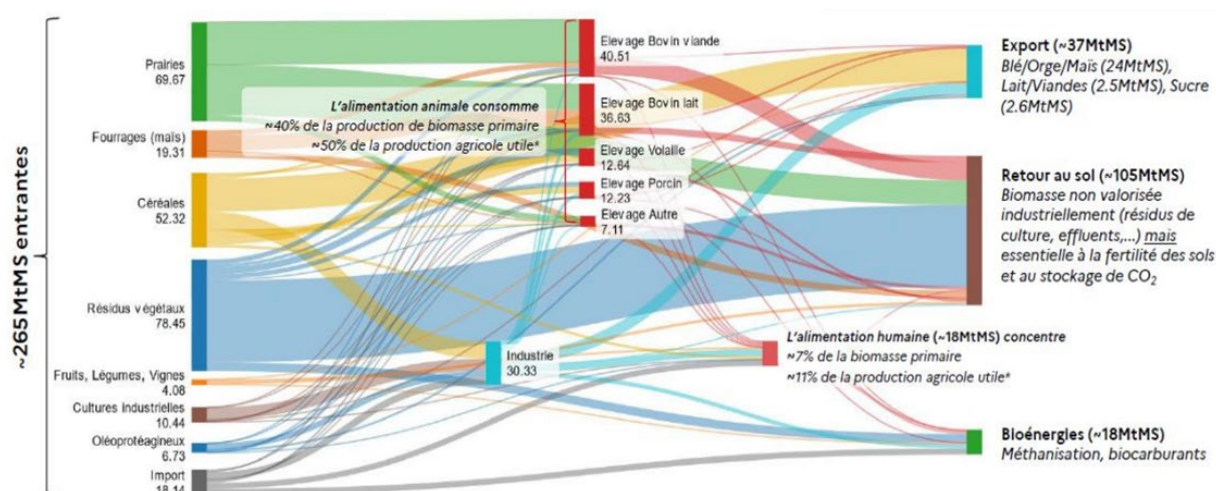 ~265MtMS entrantes
Prairies
69.67
Fourrages (maïs)
19.31
Céréales
52.32
Résidus végétaux
78.45
Fruits, Légumes, Vignes
4.08
Cultures industrielles
10.44
Oléoprotéagineux
6.73
Import
18.14
L'alimentation animale consomme
~40% de la production de biomasse primaire
~50% de la production agricole utile*
Elevage Bovin viande
40.51
Elevage Bovin lait
36.63
Elevage Volaille
12.64
Elevage Porcin
12.23
Elevage Autre
7.11
Industrie
30.33
L'alimentation humaine (~18MtMS) concentre
~7% de la biomasse primaire
~11% de la production agricole utile*
Export (~37MtMS)
Blé/Orge/Maïs (24MtMS),
Lait/Viandes (2.5MtMS), Sucre
(2.6MtMS)
Retour au sol (~105MtMS)
Biomasse non valorisée
industriellement (résidus de
culture, effluents,...) mais
essentielle à la fertilité des sols
et au stockage de CO₂
Bioénergies (~18MtMS)
Méthanisation, biocarburants